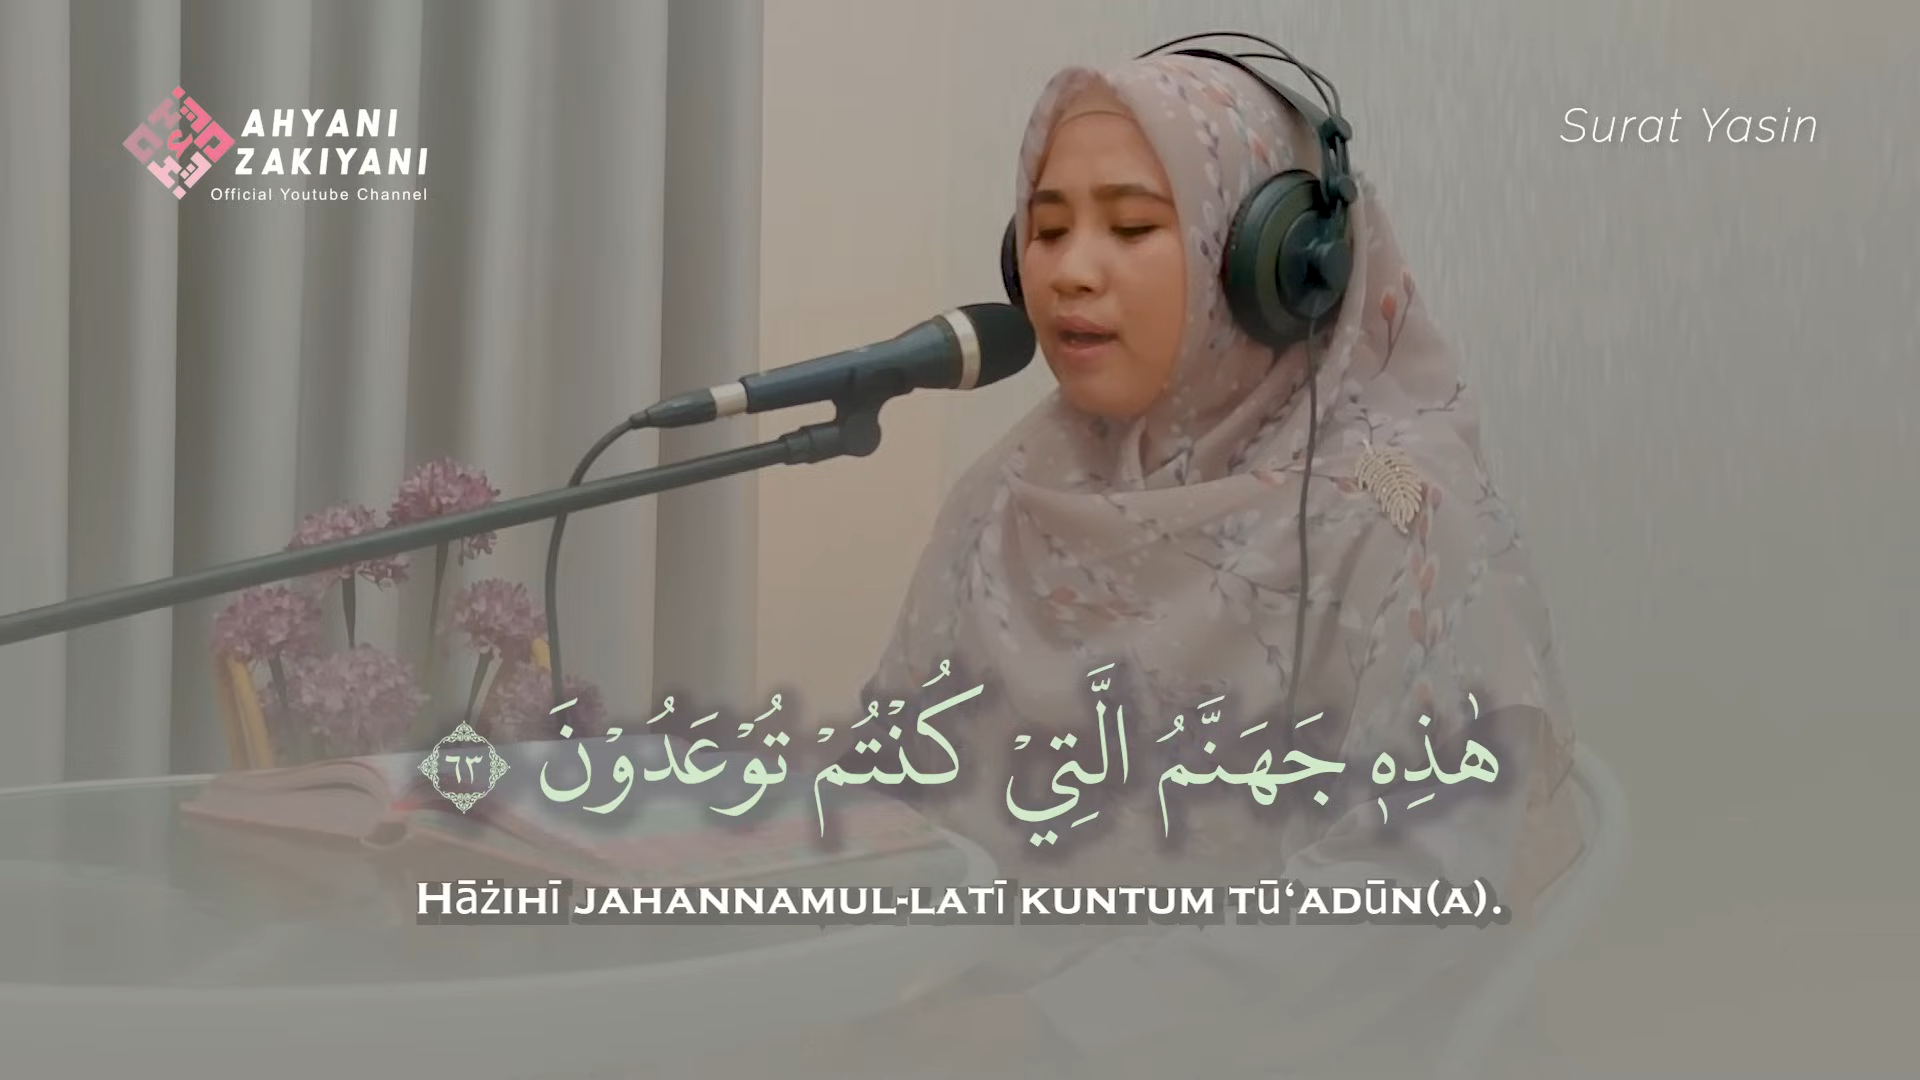 AHYANI
ZAKIYANI
Official Youtube Channel
Surat Yasin
هٰذِهٖ جَهَنَّمُ الَّتِيْ كُنْتُمْ تُوْعَدُوْنَ ٦٣
Hāżihī jahannamul-latī kuntum tū‘adūn(a).